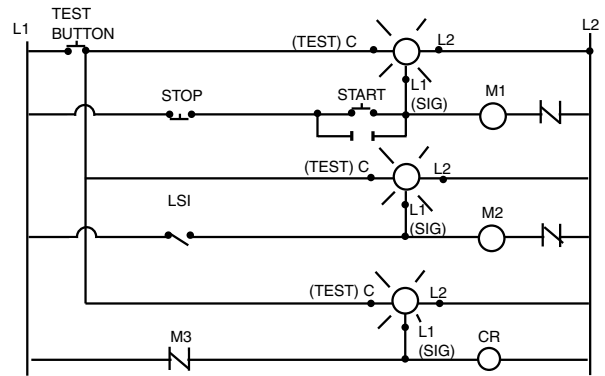 TEST
BUTTON
L1
L2
(TEST) C
L2
L1
(SIG)
STOP
START
M1
(TEST) C
L2
LSI
L1
(SIG)
M2
(TEST) C
L2
M3
L1
(SIG)
CR